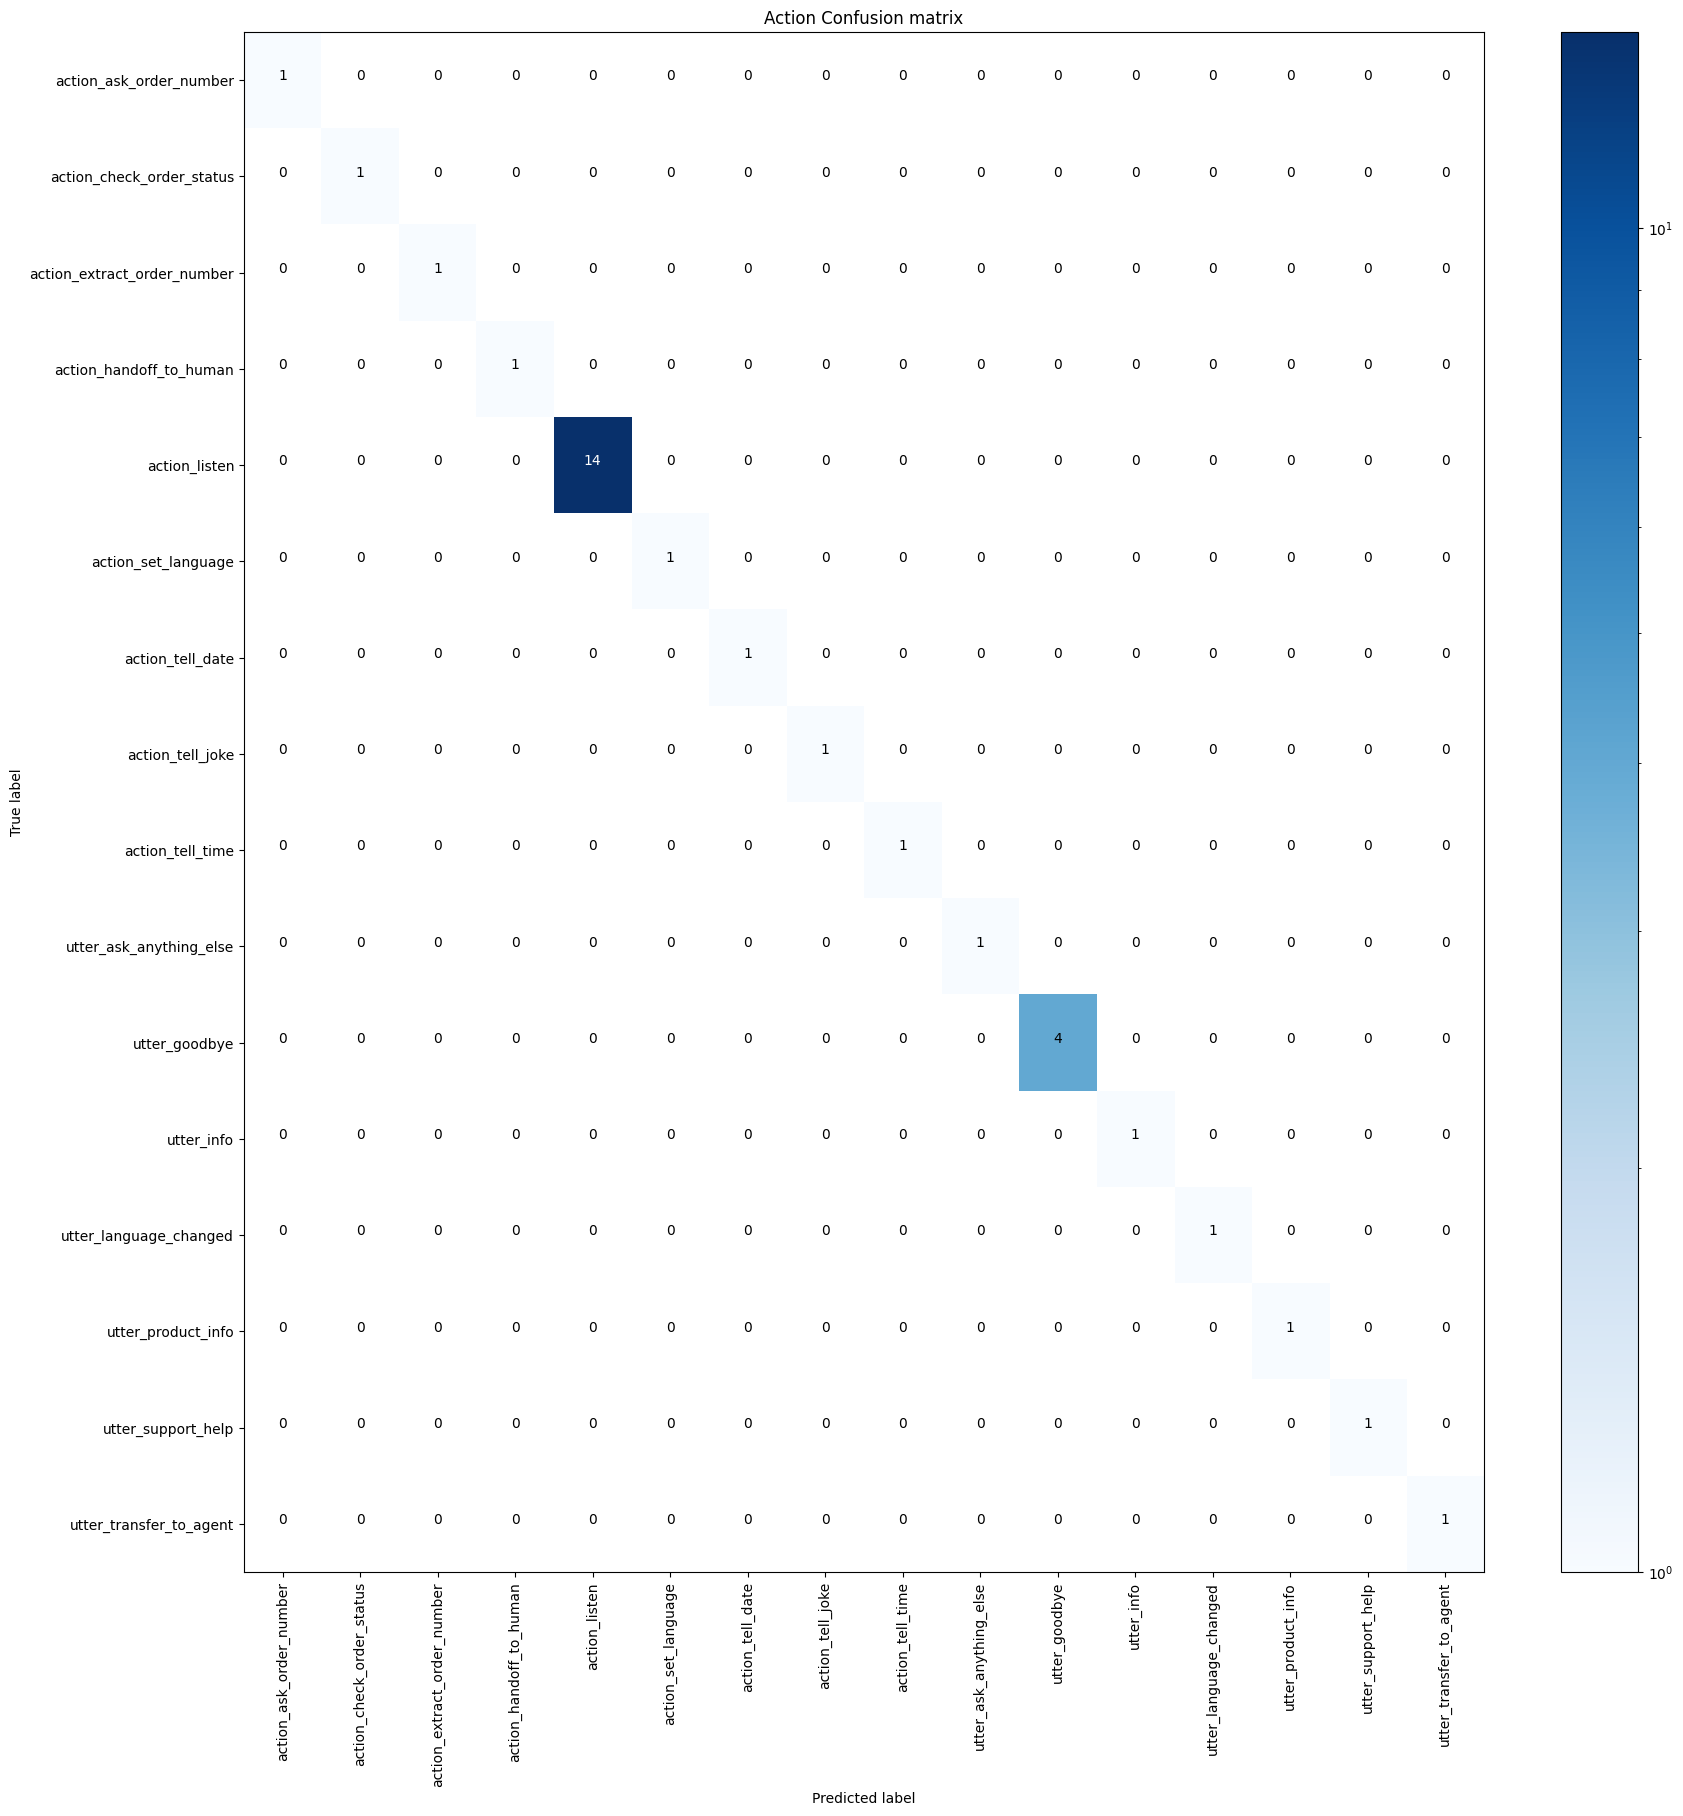 Action Confusion matrix
action_ask_order_number 1 0 0 0 0 0 0 0 0 0 0 0 0 0 0 0
action_check_order_status 0 1 0 0 0 0 0 0 0 0 0 0 0 0 0 0
action_extract_order_number 0 0 1 0 0 0 0 0 0 0 0 0 0 0 0 0
action_handoff_to_human 0 0 0 1 0 0 0 0 0 0 0 0 0 0 0 0
action_listen 0 0 0 0 14 0 0 0 0 0 0 0 0 0 0 0
action_set_language 0 0 0 0 0 1 0 0 0 0 0 0 0 0 0 0
action_tell_date 0 0 0 0 0 0 1 0 0 0 0 0 0 0 0 0
action_tell_joke 0 0 0 0 0 0 0 1 0 0 0 0 0 0 0 0
action_tell_time 0 0 0 0 0 0 0 0 1 0 0 0 0 0 0 0
utter_ask_anything_else 0 0 0 0 0 0 0 0 0 1 0 0 0 0 0 0
utter_goodbye 0 0 0 0 0 0 0 0 0 0 4 0 0 0 0 0
utter_info 0 0 0 0 0 0 0 0 0 0 0 1 0 0 0 0
utter_language_changed 0 0 0 0 0 0 0 0 0 0 0 0 1 0 0 0
utter_product_info 0 0 0 0 0 0 0 0 0 0 0 0 0 1 0 0
utter_support_help 0 0 0 0 0 0 0 0 0 0 0 0 0 0 1 0
utter_transfer_to_agent 0 0 0 0 0 0 0 0 0 0 0 0 0 0 0 1
True label
action_ask_order_number
action_check_order_status
action_extract_order_number
action_handoff_to_human
action_listen
action_set_language
action_tell_date
action_tell_joke
action_tell_time
utter_ask_anything_else
utter_goodbye
utter_info
utter_language_changed
utter_product_info
utter_support_help
utter_transfer_to_agent
Predicted label
10¹
10⁰